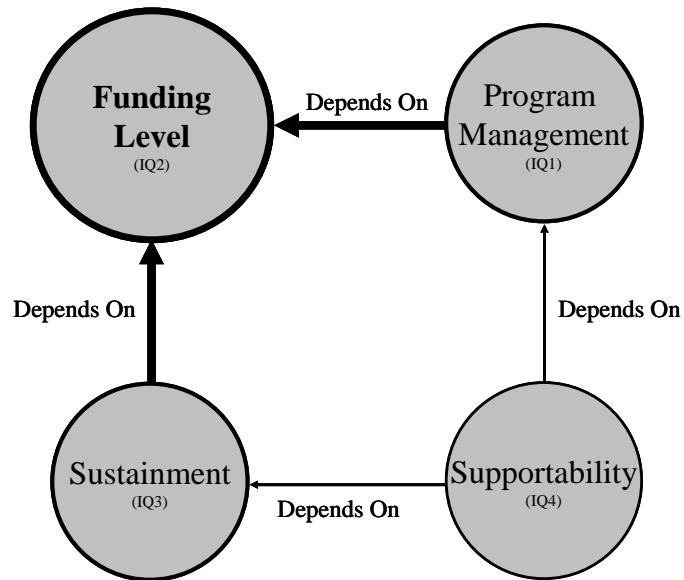 Funding
Level
(IQ2)
Depends On
Program
Management
(IQ1)
Depends On
Depends On
Sustainment
(IQ3)
Depends On
Supportability
(IQ4)